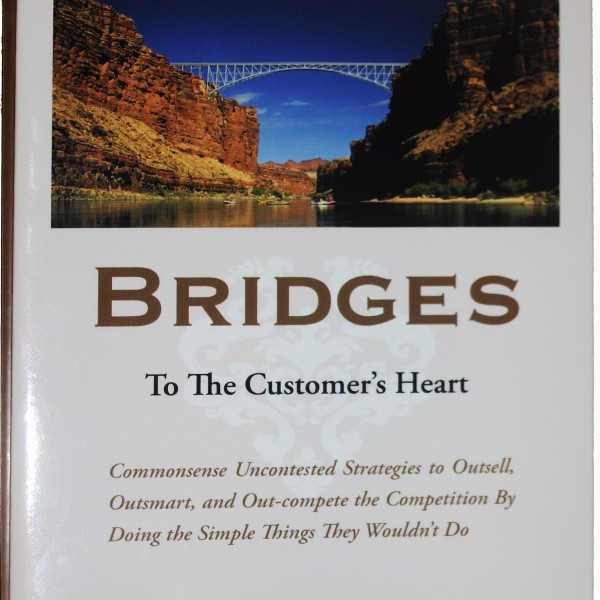 BRIDGES
To The Customer's Heart
Commonsense Uncontested Strategies to Outsell,
Outsmart, and Out-compete the Competition By
Doing the Simple Things They Wouldn't Do